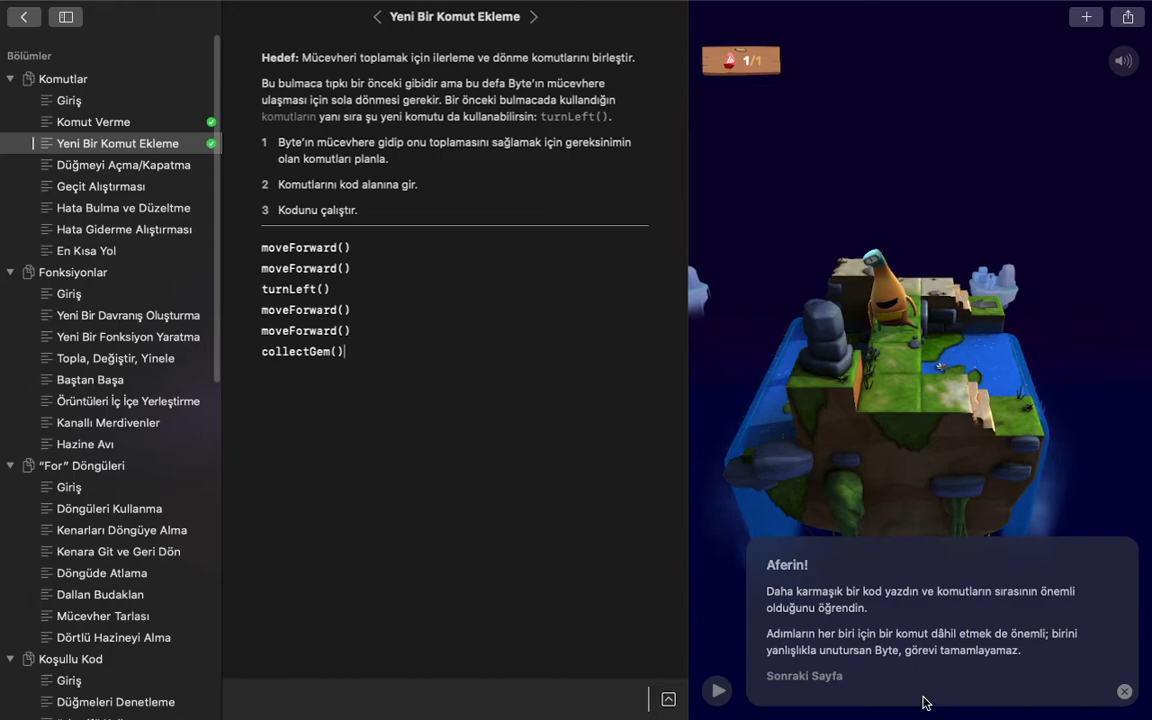 Bölümler
Komutlar
Giriş
Komut Verme
Yeni Bir Komut Ekleme
Düğmeyi Açma/Kapatma
Geçit Alıştırması
Hata Bulma ve Düzeltme
Hata Giderme Alıştırması
En Kısa Yol
Fonksiyonlar
Giriş
Yeni Bir Davranış Oluşturma
Yeni Bir Fonksiyon Yaratma
Topla, Değiştir, Yinele
Baştan Başa
Örüntüleri İç İçe Yerleştirme
Kanallı Merdivenler
Hazine Avı
“For” Döngüleri
Giriş
Döngüleri Kullanma
Kenarları Döngüye Alma
Kenara Git ve Geri Dön
Döngüde Atlama
Dallan Budaklan
Mücevher Tarlası
Dörtlü Hazineyi Alma
Koşullu Kod
Giriş
Düğmeleri Denetleme
Yeni Bir Komut Ekleme
Hedef: Mücevheri toplamak için ilerleme ve dönme komutlarını birleştir.
Bu bulmaca tıpkı bir önceki gibidir ama bu defa Byte’ın mücevhere
ulaşması için sola dönmesi gerekir. Bir önceki bulmacada kullandığın
komutların yanı sıra şu yeni komutu da kullanabilirsin: turnLeft().
1 Byte’ın mücevhere gidip onu toplamasını sağlamak için gereksinimin
olan komutları planla.
2 Komutlarını kod alanına gir.
3 Kodunu çalıştır.
moveForward()
moveForward()
turnLeft()
moveForward()
moveForward()
collectGem()
1/1
Aferin!
Daha karmaşık bir kod yazdın ve komutların sırasının önemli
olduğunu öğrendin.
Adımların her biri için bir komut dâhil etmek de önemli; birini
yanlışlıkla unutursan Byte, görevi tamamlayamaz.
Sonraki Sayfa